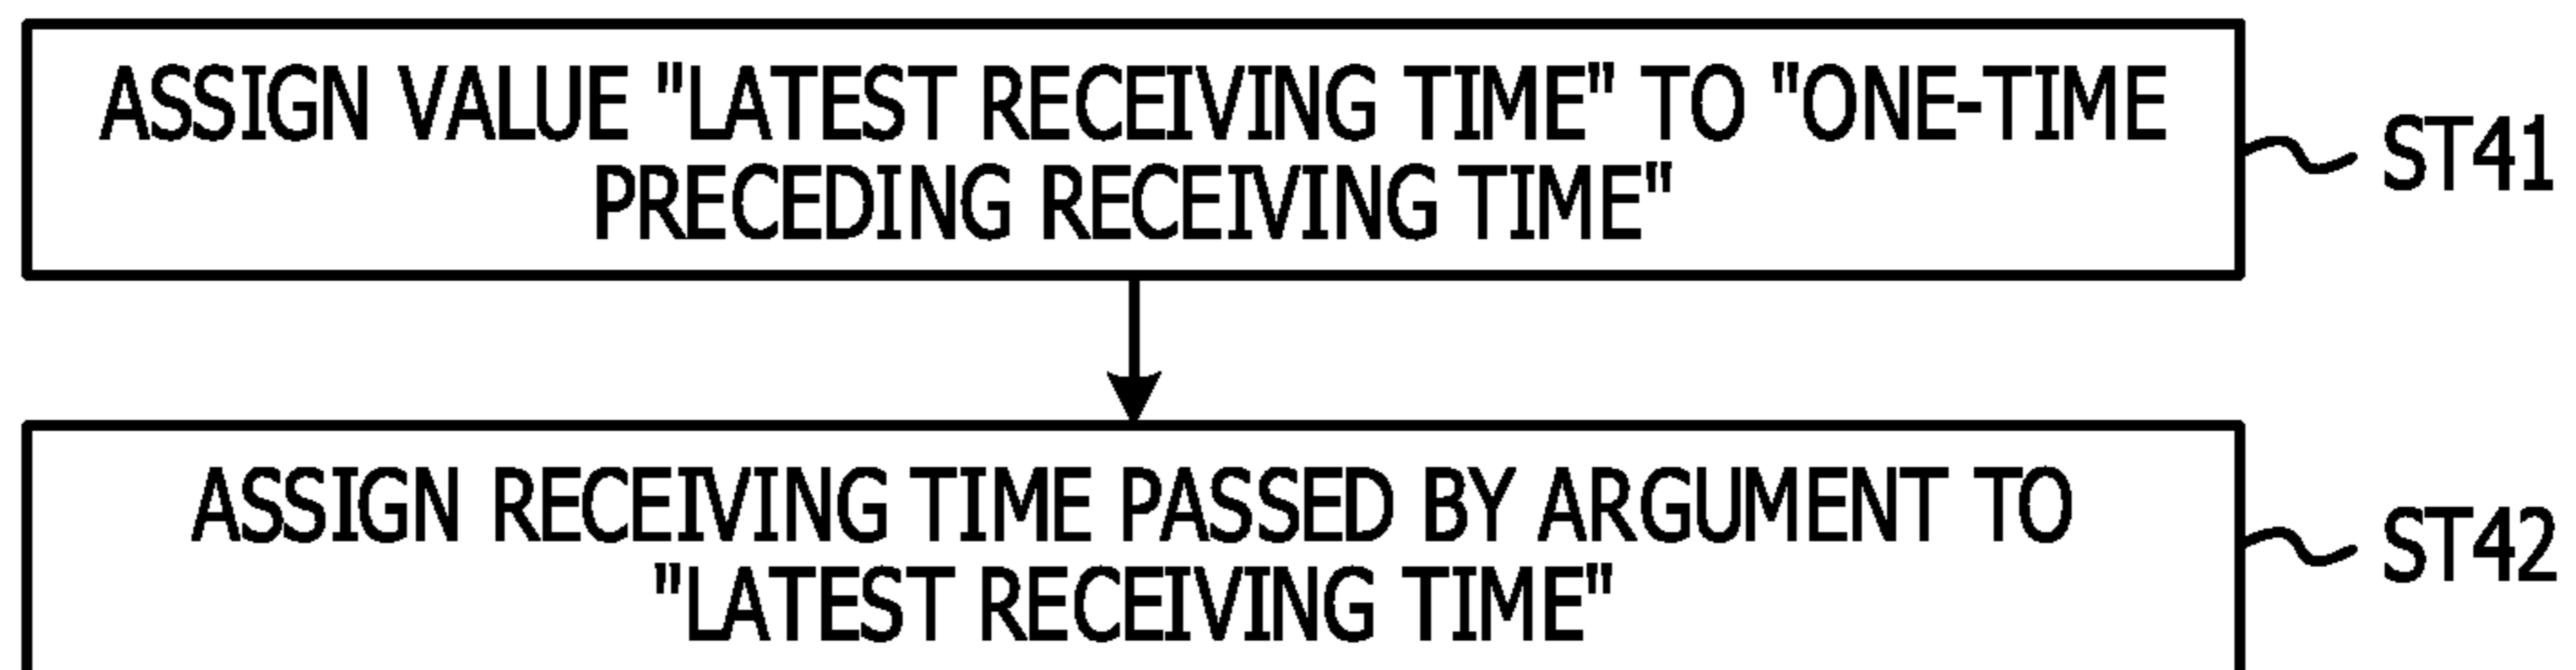 ASSIGN VALUE "LATEST RECEIVING TIME" TO "ONE-TIME
PRECEDING RECEIVING TIME"
ST41
ASSIGN RECEIVING TIME PASSED BY ARGUMENT TO
"LATEST RECEIVING TIME"
ST42